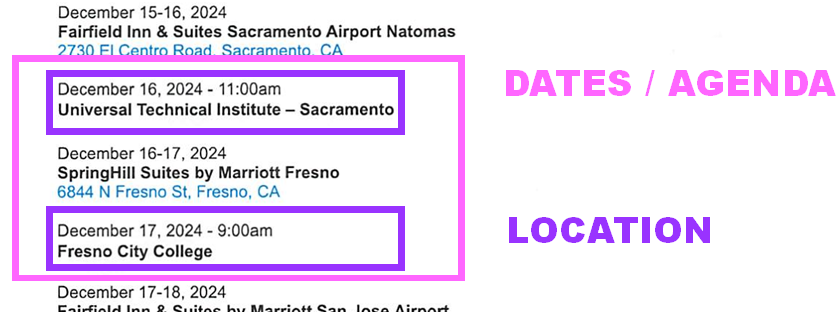 December 15-16, 2024
Fairfield Inn & Suites Sacramento Airport Natomas
2730 El Centro Road, Sacramento, CA
December 16, 2024 - 11:00am
Universal Technical Institute – Sacramento
December 16-17, 2024
SpringHill Suites by Marriott Fresno
6844 N Fresno St, Fresno, CA
December 17, 2024 - 9:00am
Fresno City College
December 17-18, 2024
Fairfield Inn & Suites by Marriott San Jose Airport
DATES / AGENDA
LOCATION